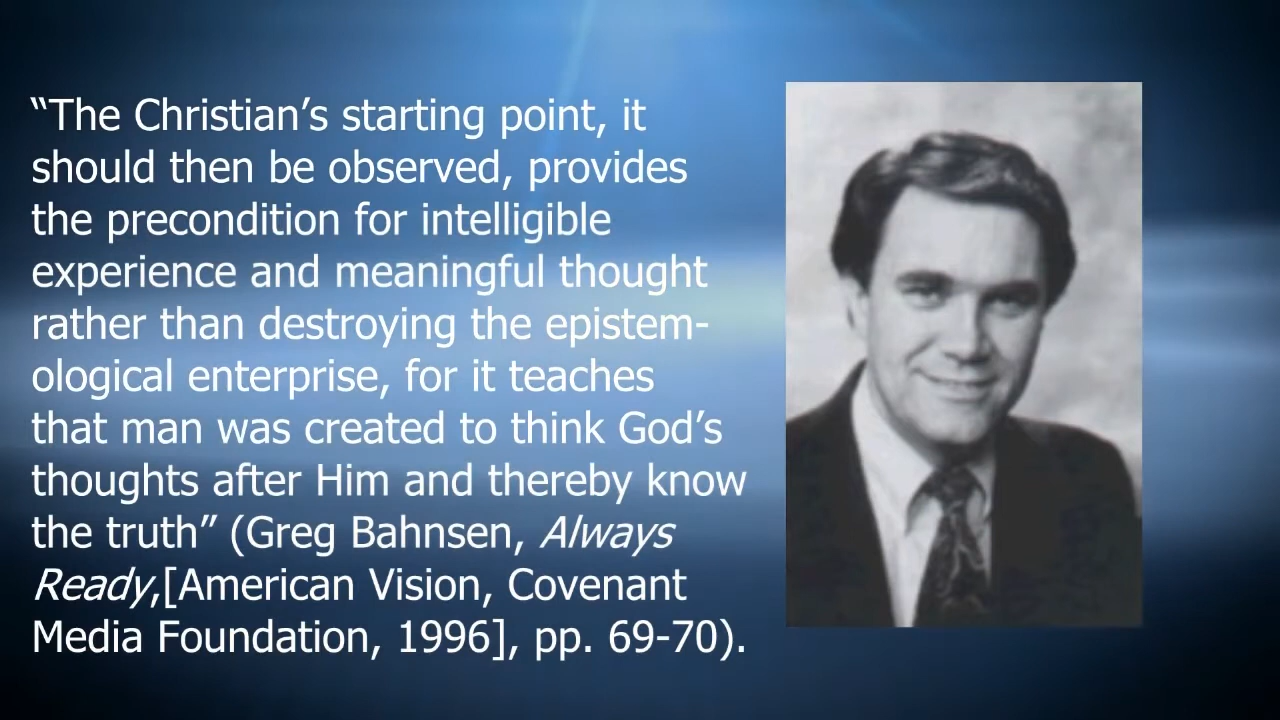 “The Christian’s starting point, it
should then be observed, provides
the precondition for intelligible
experience and meaningful thought
rather than destroying the epistem-
ological enterprise, for it teaches
that man was created to think God’s
thoughts after Him and thereby know
the truth” (Greg Bahnsen, Always
Ready,[American Vision, Covenant
Media Foundation, 1996], pp. 69-70).